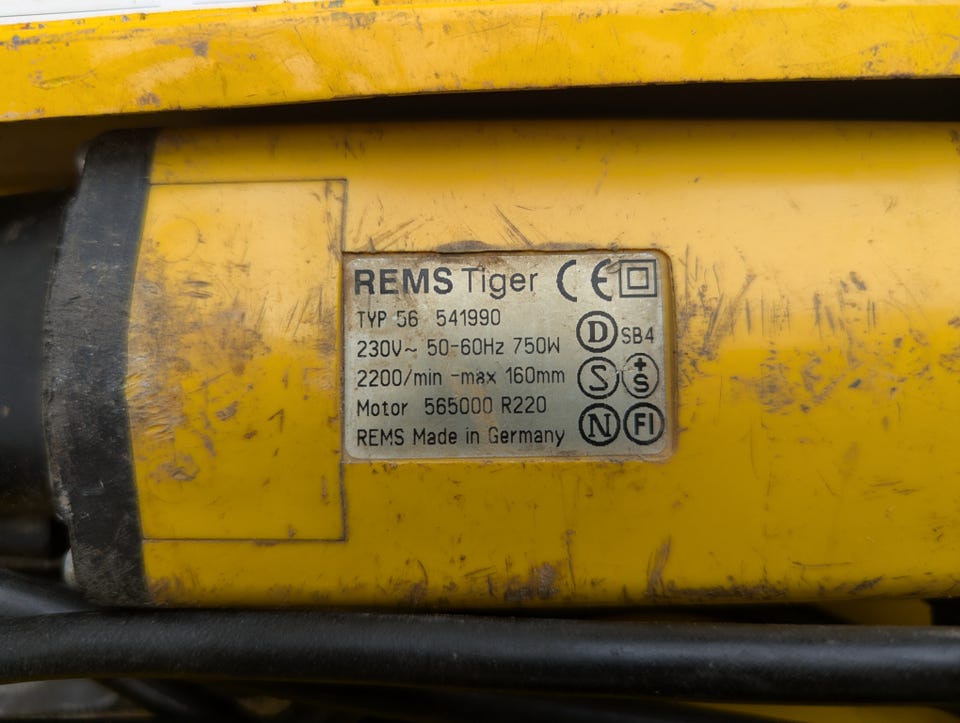 REMS Tiger CE
TYP 56 541990
230V~ 50-60Hz 750W
2200/min -max 160mm
Motor 565000 R220
REMS Made in Germany
D SB4
S +S
N FI